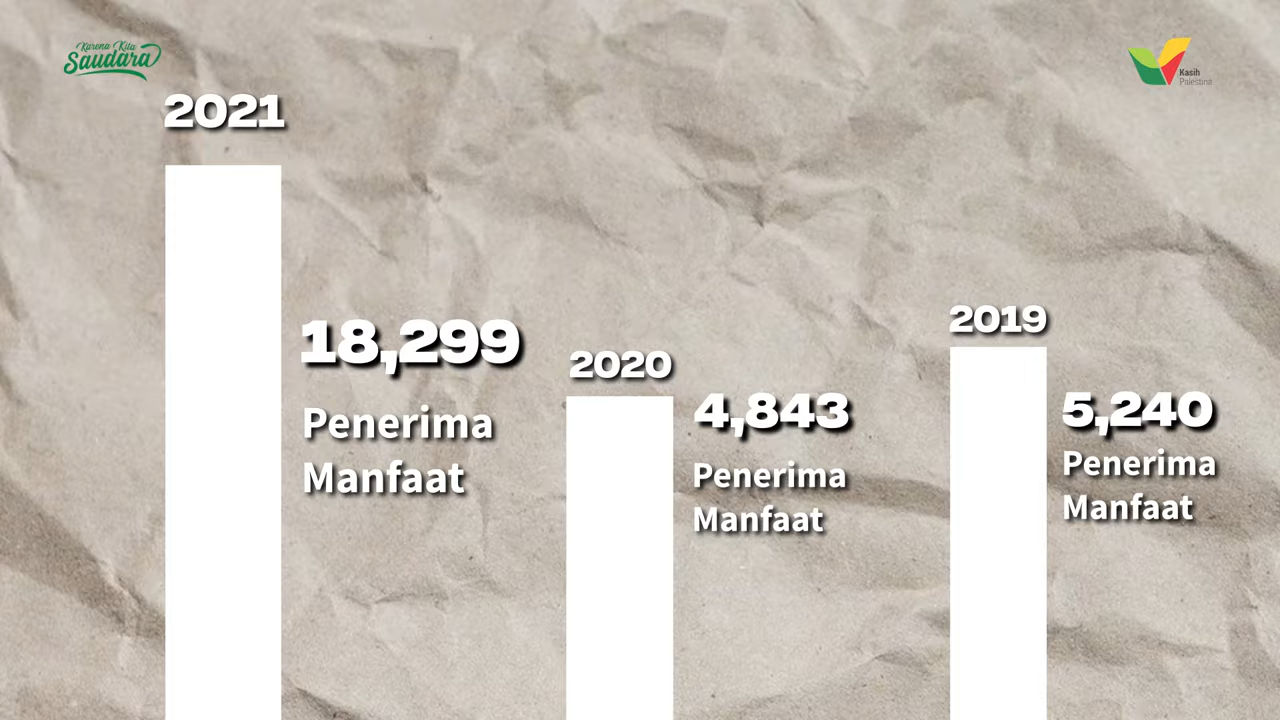 Karena Kita
Saudara
Kasih
Palestina
2021
18,299
Penerima
Manfaat
2020
4,843
Penerima
Manfaat
2019
5,240
Penerima
Manfaat